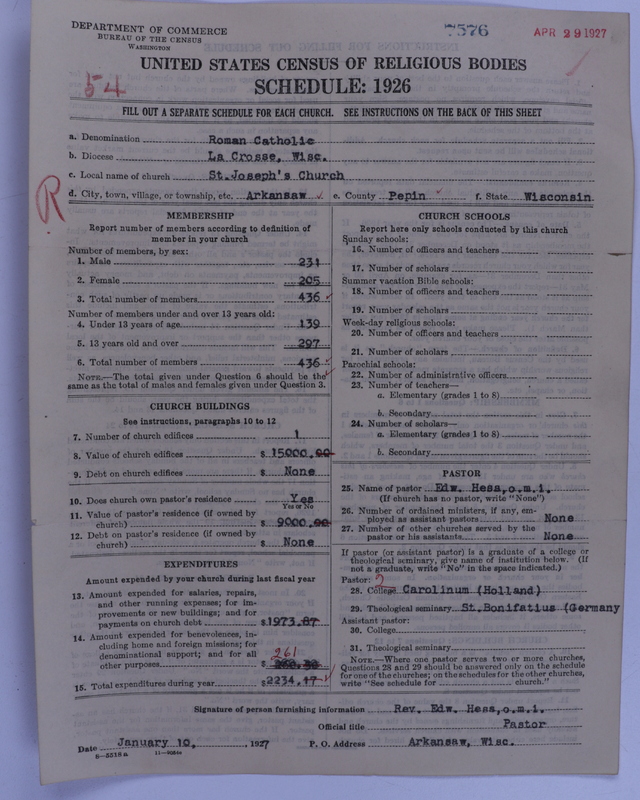 DEPARTMENT OF COMMERCE
BUREAU OF THE CENSUS
WASHINGTON
7576
APR 29 1927
UNITED STATES CENSUS OF RELIGIOUS BODIES
SCHEDULE: 1926
54
FILL OUT A SEPARATE SCHEDULE FOR EACH CHURCH. SEE INSTRUCTIONS ON THE BACK OF THIS SHEET
a. Denomination Roman Catholic
b. Diocese La Crosse, Wisc.
c. Local name of church St.Joseph's Church
d. City, town, village, or township, etc. Arkansaw e. County Pepin f. State Wisconsin.
R
MEMBERSHIP
Report number of members according to definition of
member in your church
Number of members, by sex:
1. Male 231
2. Female 205
3. Total number of members 436
Number of members under and over 13 years old:
4. Under 13 years of age 139
5. 13 years old and over 297
6. Total number of members 436
NOTE.—The total given under Question 6 should be the
same as the total of males and females given under Question 3.
CHURCH BUILDINGS
See instructions, paragraphs 10 to 12
7. Number of church edifices 1
8. Value of church edifices $ 15000.00
9. Debt on church edifices $ None
10. Does church own pastor's residence Yes
Yes or No
11. Value of pastor's residence (if owned by
church) $ 9000.00
12. Debt on pastor's residence (if owned by
church) $ None
EXPENDITURES
Amount expended by your church during last fiscal year
13. Amount expended for salaries, repairs,
and other running expenses; for im-
provements or new buildings; and for
payments on church debt $1973.87
14. Amount expended for benevolences, in-
cluding home and foreign missions; for
denominational support; and for all
261
other purposes $
15. Total expenditures during year $2234.17
CHURCH SCHOOLS
Report here only schools conducted by this church
Sunday schools:
16. Number of officers and teachers
17. Number of scholars
Summer vacation Bible schools:
18. Number of officers and teachers
19. Number of scholars
Week-day religious schools:
20. Number of officers and teachers
21. Number of scholars
Parochial schools:
22. Number of administrative officers
23. Number of teachers—
a. Elementary (grades 1 to 8)
b. Secondary
24. Number of scholars—
a. Elementary (grades 1 to 8)
b. Secondary
PASTOR
25. Name of pastor Edw. Hesa,o.m.i.
(If church has no pastor, write "None")
26. Number of ordained ministers, if any, em-
ployed as assistant pastors None
27. Number of other churches served by the
pastor or his assistants None
If pastor (or assistant pastor) is a graduate of a college or
theological seminary, give name of institution below. (If
not a graduate, write "No" in the space indicated.)
Pastor: 2
28. College Carolinum (Holland)
29. Theological seminary St.Bonifatius (Germany
Assistant pastor:
30. College
31. Theological seminary
NOTE.—Where one pastor serves two or more churches,
Questions 28 and 29 should be answered only on the schedule
for one of the churches; on the schedules for the other churches,
write "See schedule for church."
Signature of person furnishing information Rev. Edw. Hesa,o.m.i.
Official title Pastor
Date January 10, 1927 P. O. Address Arkansaw, Wisc.
8—5518a